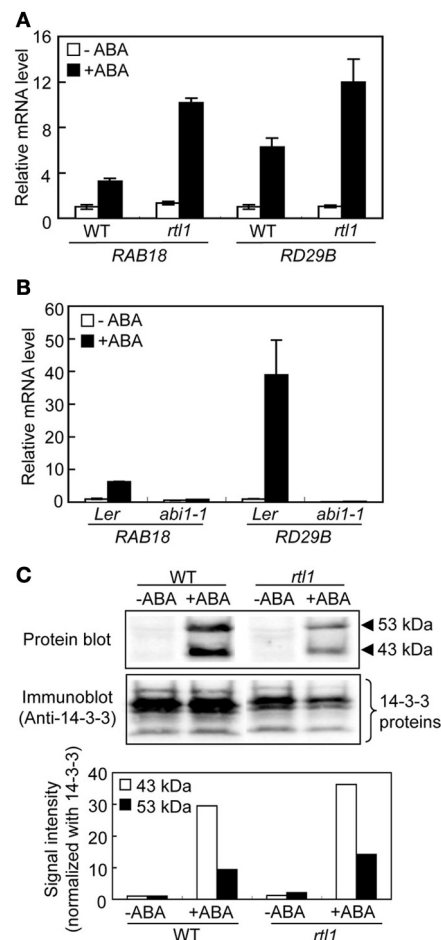 A
Relative mRNA level
16
12
8
4
0
- ABA
+ABA
WT rtl1 WT rtl1
RAB18 RD29B
B
Relative mRNA level
60
50
40
30
20
10
0
- ABA
+ABA
Ler abi1-1 Ler abi1-1
RAB18 RD29B
C
WT rtl1
-ABA +ABA -ABA +ABA
Protein blot
53 kDa
43 kDa
Immunoblot
(Anti-14-3-3)
14-3-3
proteins
Signal intensity
(normalized with 14-3-3)
40
30
20
10
0
43 kDa
53 kDa
-ABA +ABA -ABA +ABA
WT rtl1